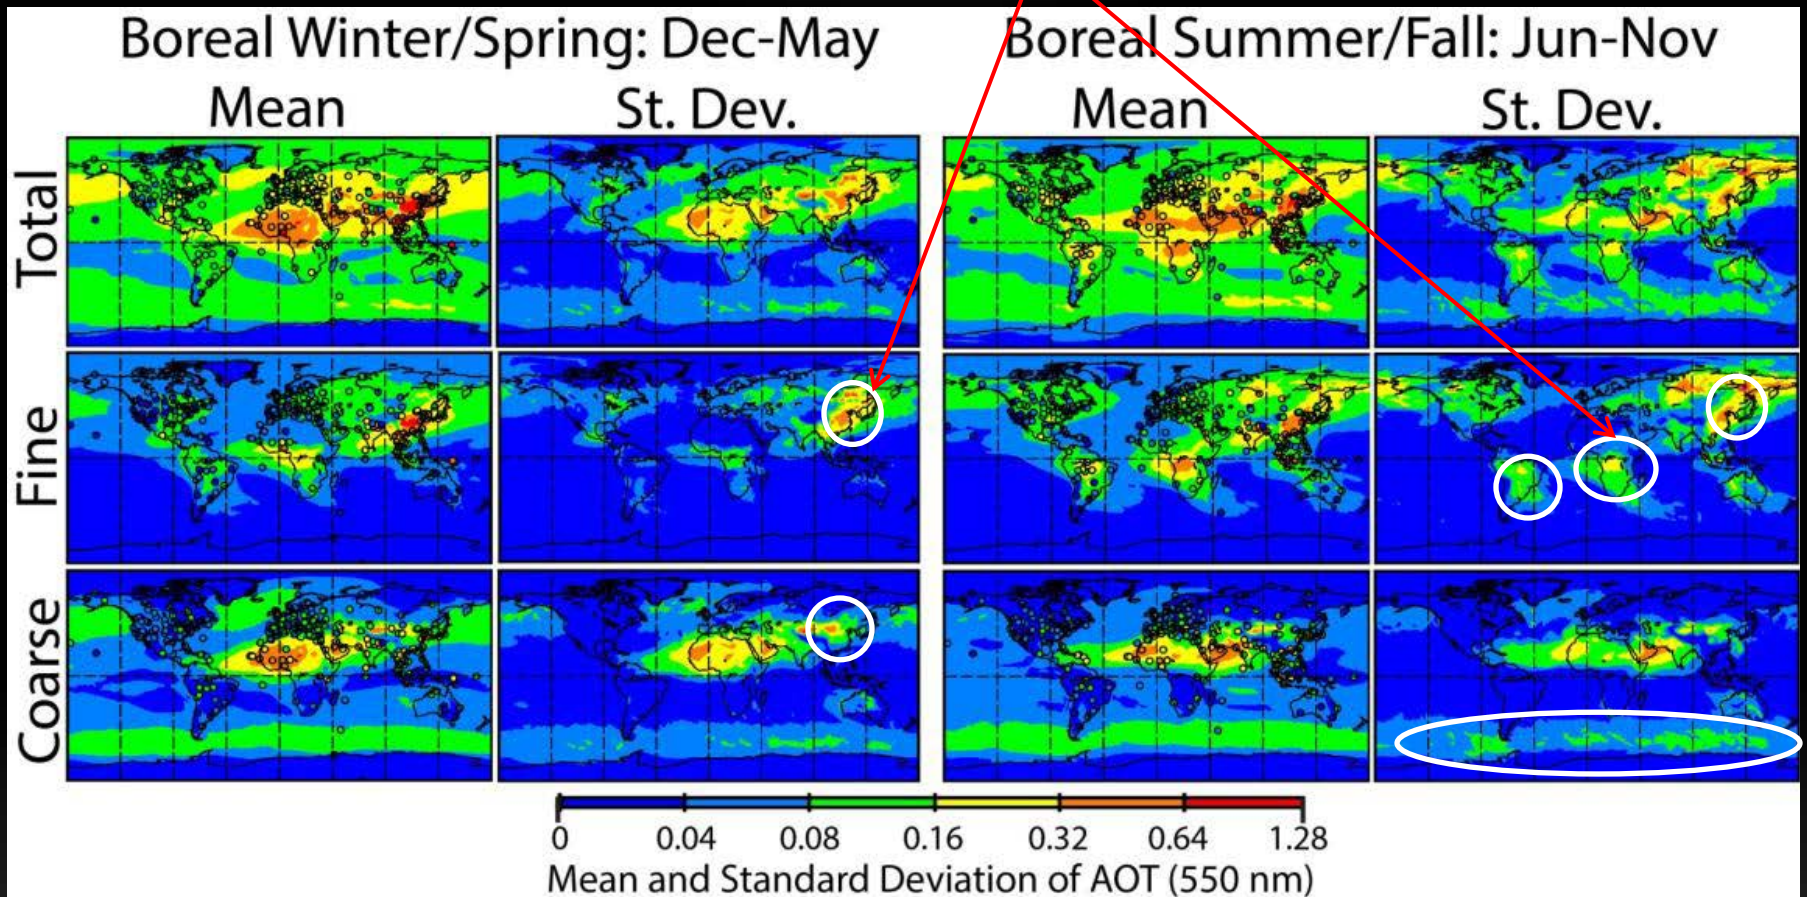 Boreal Winter/Spring: Dec-May
Boreal Summer/Fall: Jun-Nov
Mean
St. Dev.
Mean
St. Dev.
Total
Fine
Coarse
0 0.04 0.08 0.16 0.32 0.64 1.28
Mean and Standard Deviation of AOT (550 nm)